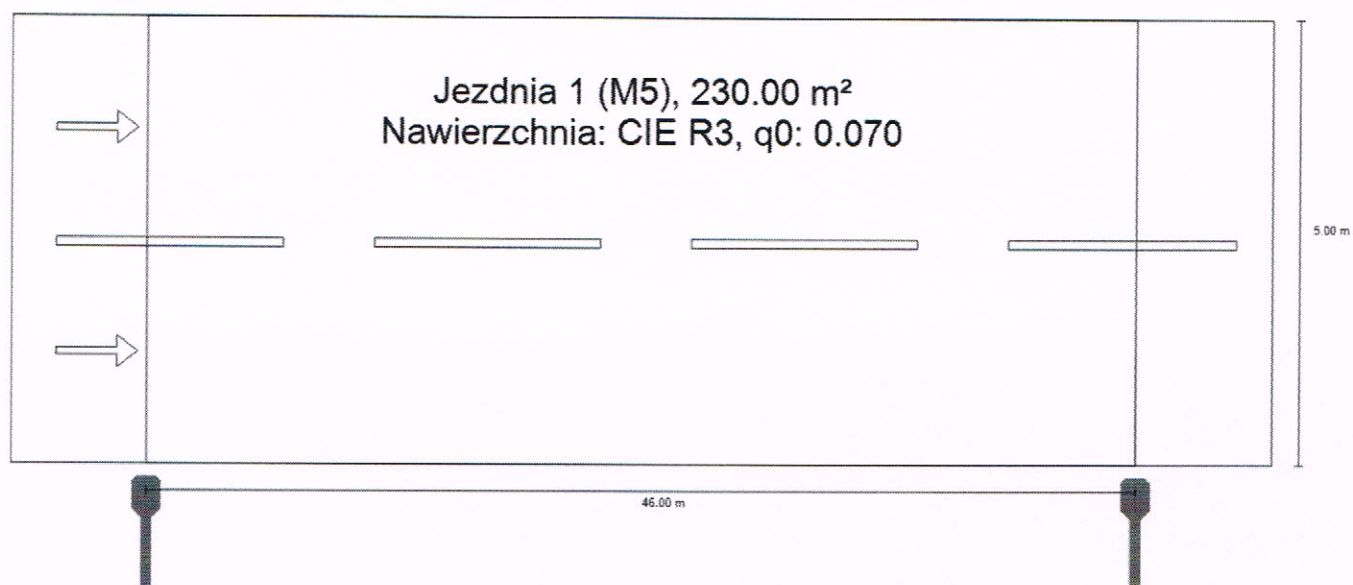 Jezdnia 1 (M5), 230.00 m²
Nawierzchnia: CIE R3, q0: 0.070
5.00 m
46.00 m